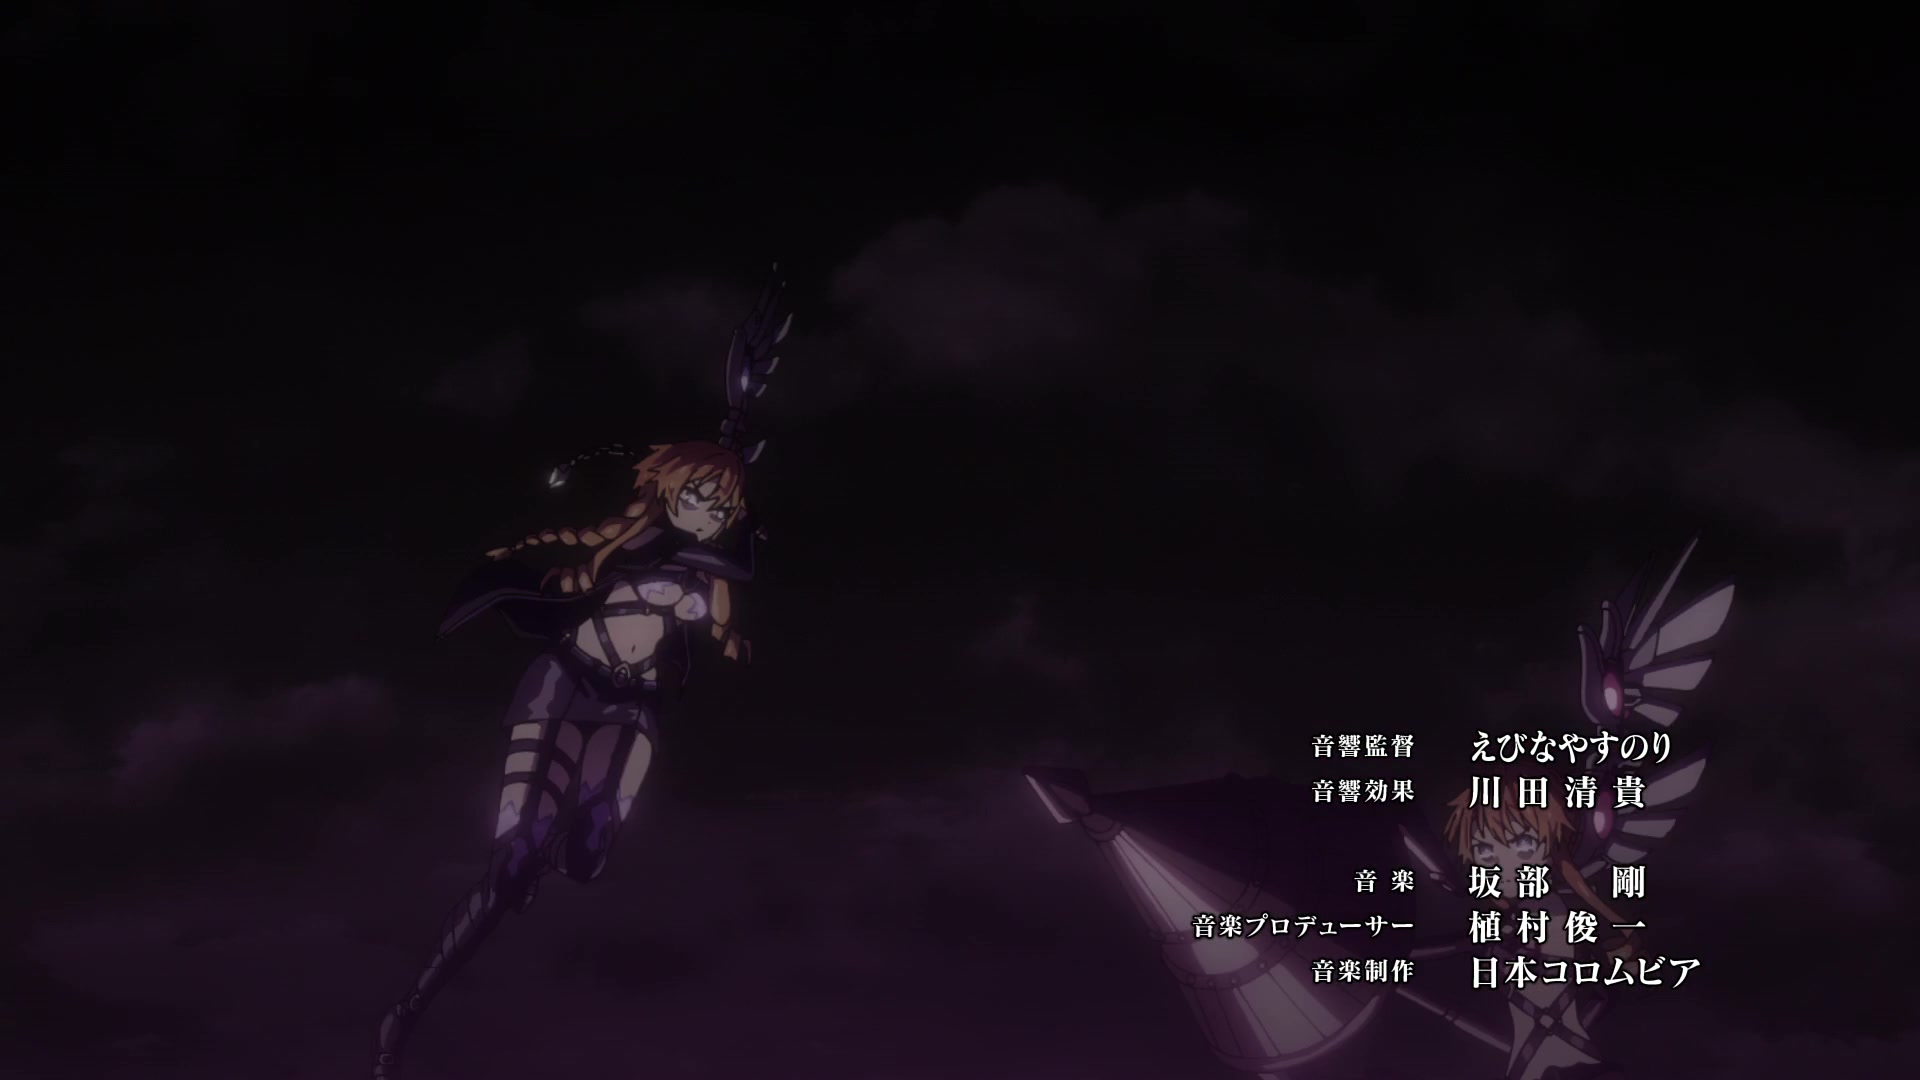 音響監督 えびなやすのり
音響効果 川田清貴
音楽 坂部 剛
音楽プロデューサー 植村俊一
音楽制作 日本コロムビア